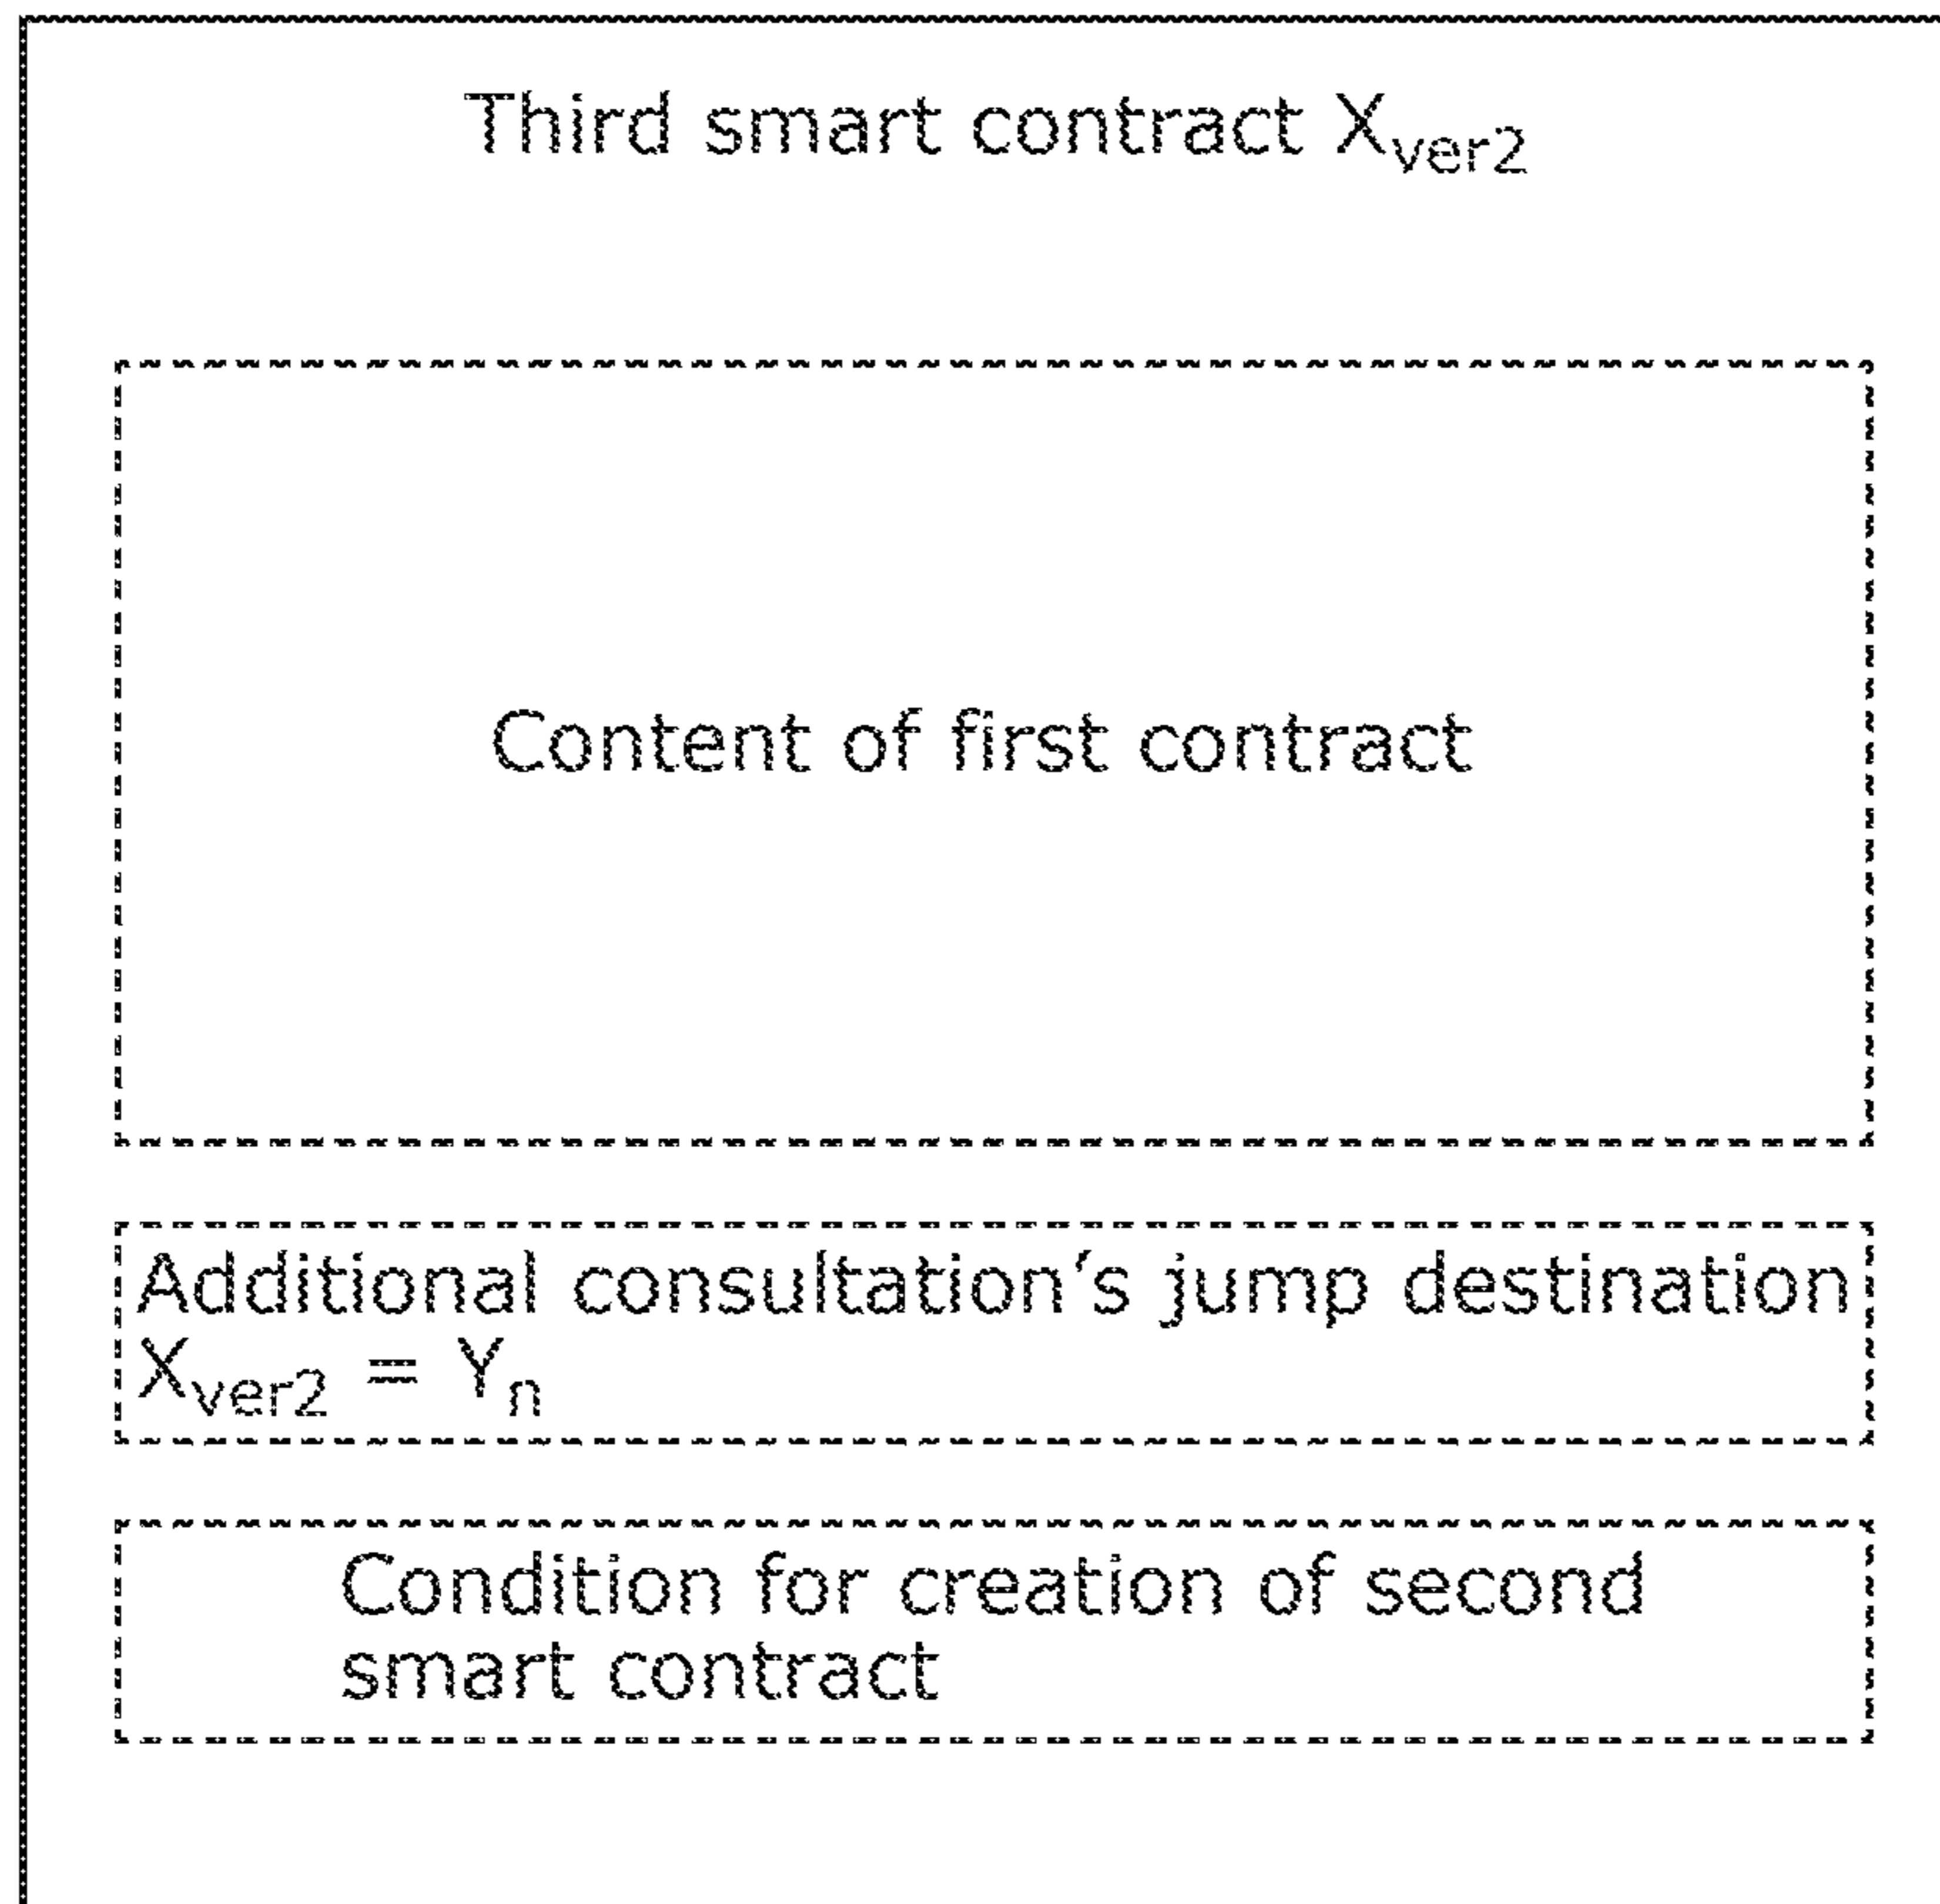 Third smart contract Xver2
Content of first contract
Additional consultation’s jump destination
Xver2 = Yn
Condition for creation of second
smart contract